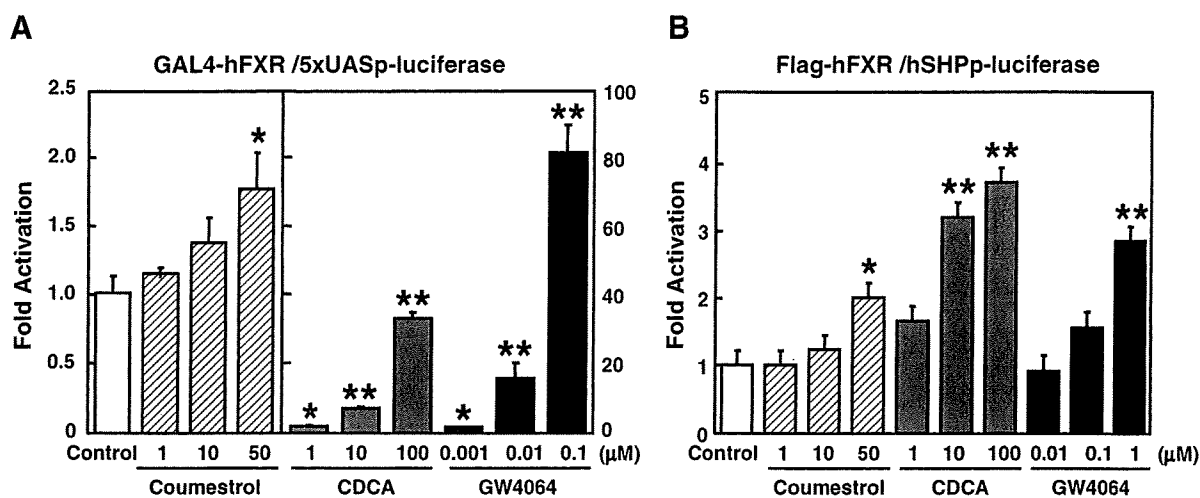 A
GAL4-hFXR /5xUASp-luciferase
Fold Activation
2.5
2.0
1.5
1.0
0.5
0
100
80
60
40
20
0
*
*
**
**
*
**
**
Control 1 10 50 1 10 100 0.001 0.01 0.1 (μM)
Coumestrol CDCA GW4064
B
Flag-hFXR /hSHPp-luciferase
Fold Activation
5
4
3
2
1
0
*
**
**
**
Control 1 10 50 1 10 100 0.01 0.1 1 (μM)
Coumestrol CDCA GW4064